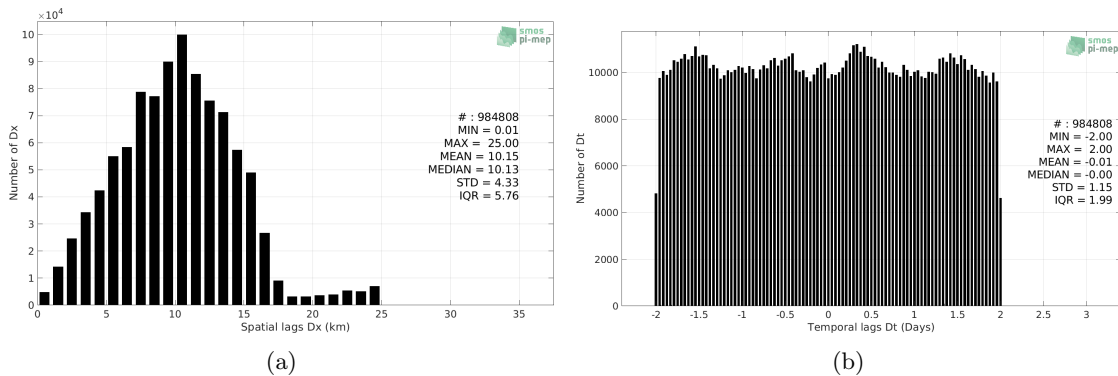 ×10⁴
10
9
8
7
6
5
4
3
2
1
0
Number of Dx
0 5 10 15 20 25 30 35
Spatial lags Dx (km)
smos
pi-mep
# : 984808
MIN = 0.01
MAX = 25.00
MEAN = 10.15
MEDIAN = 10.13
STD = 4.33
IQR = 5.76
(a)
10000
8000
6000
4000
2000
0
Number of Dt
-2 -1.5 -1 -0.5 0 0.5 1 1.5 2 2.5 3
Temporal lags Dt (Days)
smos
pi-mep
# : 984808
MIN = -2.00
MAX = 2.00
MEAN = -0.01
MEDIAN = -0.00
STD = 1.15
IQR = 1.99
(b)